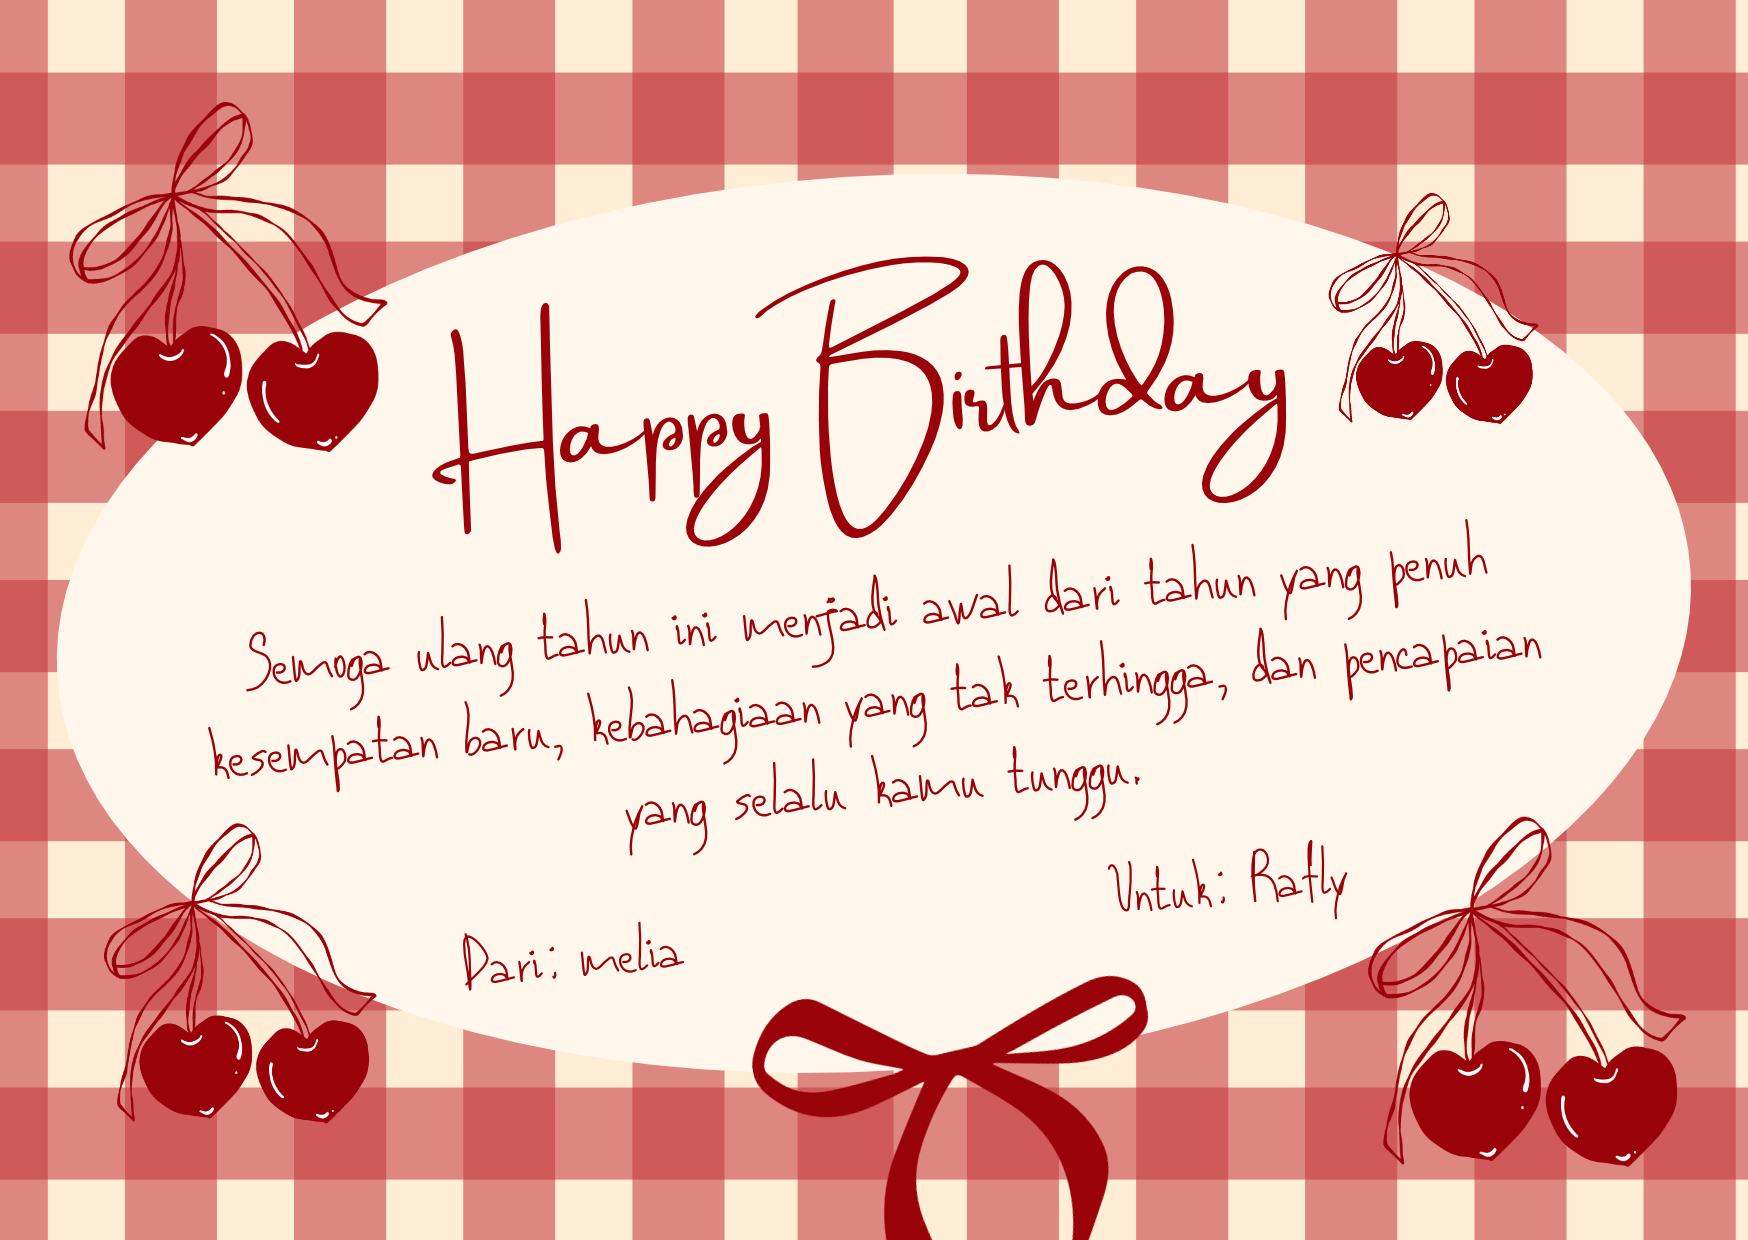 Happy Birthday
Semoga ulang tahun ini menjadi awal dari tahun yang penuh
kesempatan baru, kebahagiaan yang tak terhingga, dan pencapaian
yang selalu kamu tunggu.
Untuk: Rafly
Dari: melia